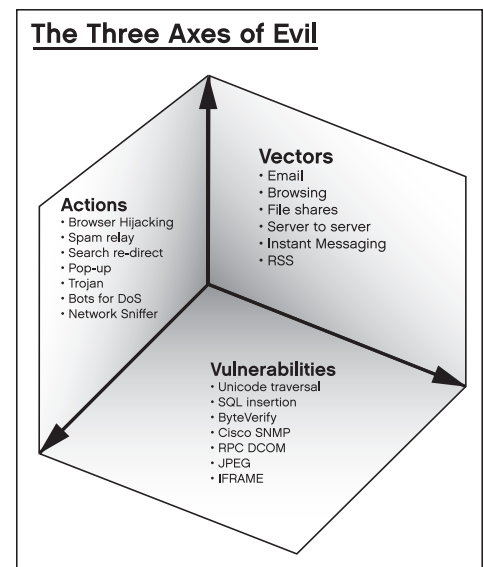 The Three Axes of Evil
Actions
• Browser Hijacking
• Spam relay
• Search re-direct
• Pop-up
• Trojan
• Bots for DoS
• Network Sniffer
Vectors
• Email
• Browsing
• File shares
• Server to server
• Instant Messaging
• RSS
Vulnerabilities
• Unicode traversal
• SQL insertion
• ByteVerify
• Cisco SNMP
• RPC DCOM
• JPEG
• IFRAME